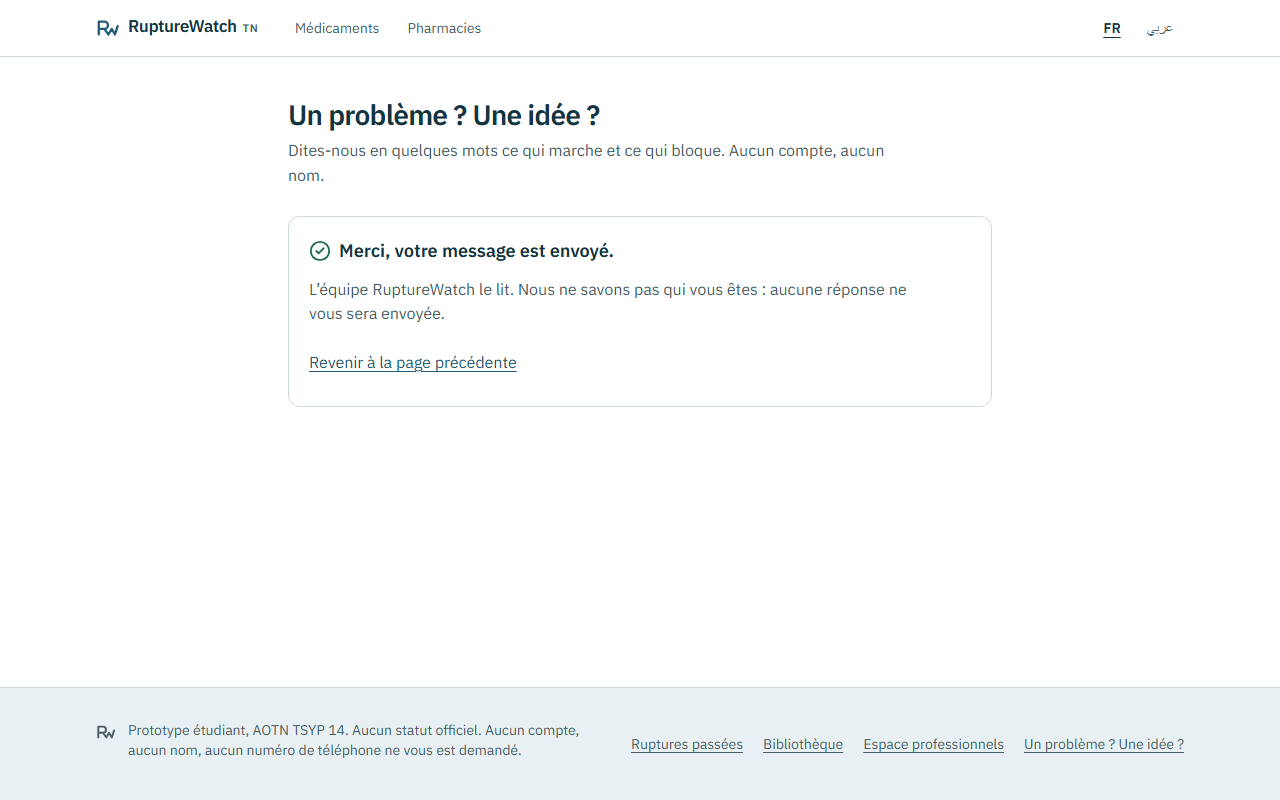 RW RuptureWatch TN Médicaments Pharmacies FR عربي
Un problème ? Une idée ?
Dites-nous en quelques mots ce qui marche et ce qui bloque. Aucun compte, aucun
nom.
Merci, votre message est envoyé.
L’équipe RuptureWatch le lit. Nous ne savons pas qui vous êtes : aucune réponse ne
vous sera envoyée.
Revenir à la page précédente
RW Prototype étudiant, AOTN TSYP 14. Aucun statut officiel. Aucun compte,
aucun nom, aucun numéro de téléphone ne vous est demandé.
Ruptures passées Bibliothèque Espace professionnels Un problème ? Une idée ?